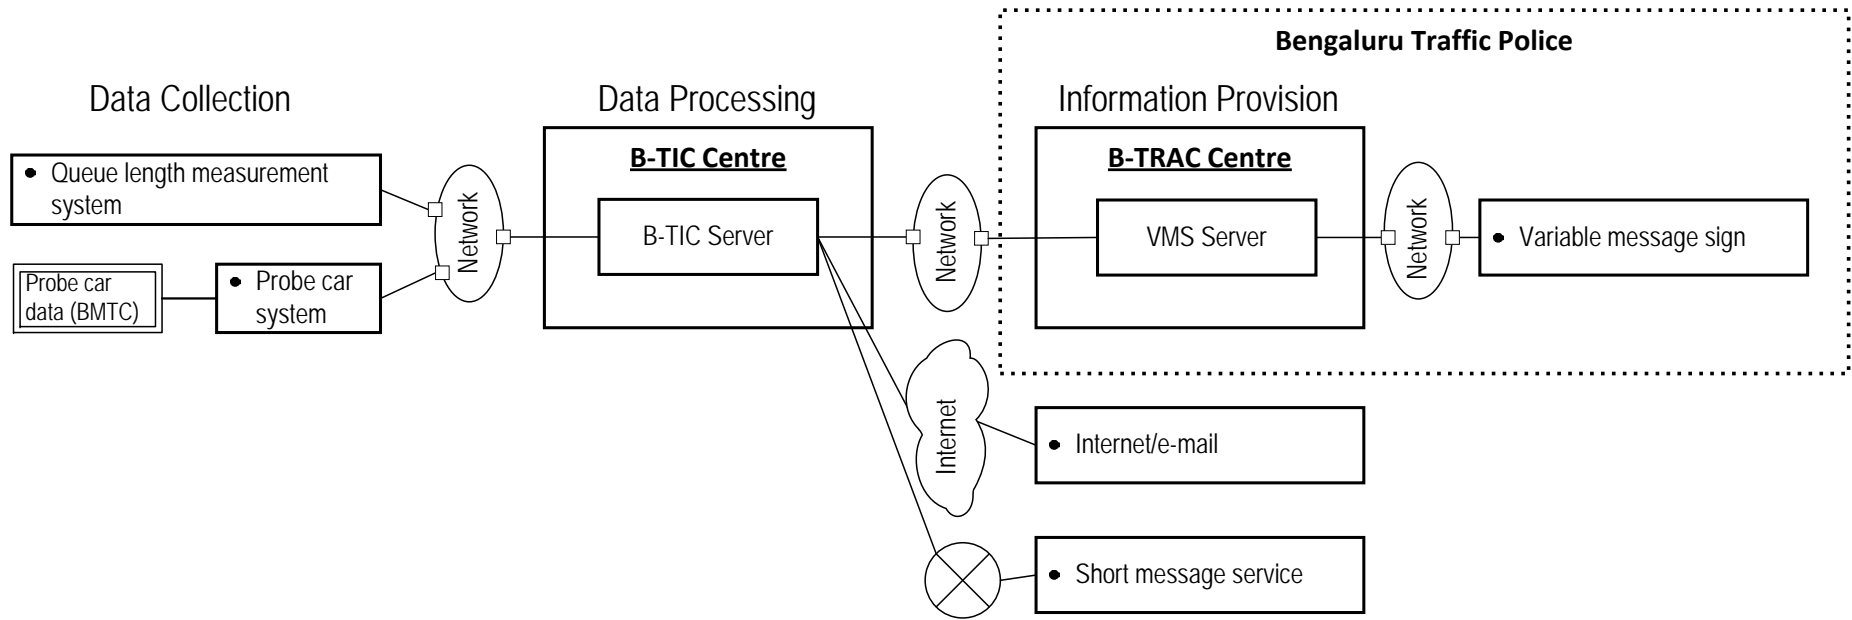 Bengaluru Traffic Police
Data Collection
Data Processing
Information Provision
• Queue length measurement
system
Probe car
data (BMTC)
• Probe car
system
Network
B-TIC Centre
B-TIC Server
Network
B-TRAC Centre
VMS Server
Network
• Variable message sign
Internet
• Internet/e-mail
• Short message service